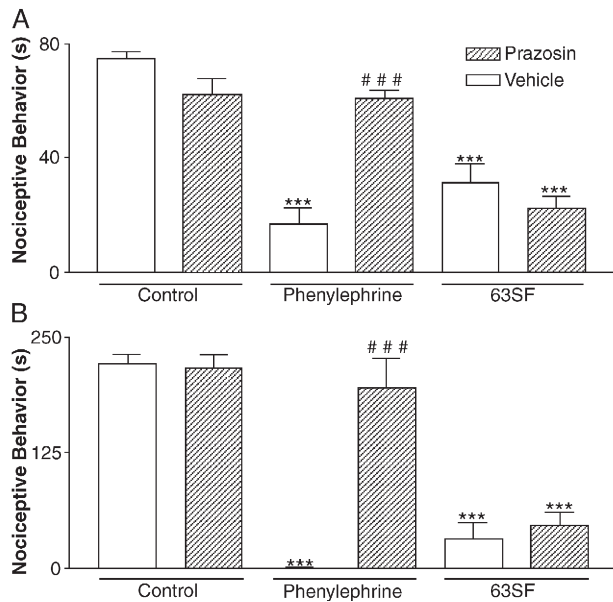 A
Nociceptive Behavior (s)
80
40
0
Prazosin
Vehicle
***
# # #
***
***
Control
Phenylephrine
63SF
B
Nociceptive Behavior (s)
250
125
0
***
# # #
***
***
Control
Phenylephrine
63SF